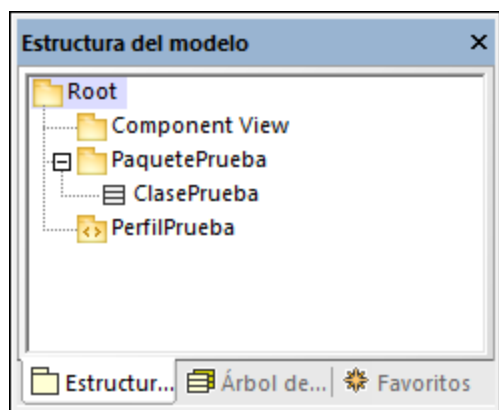 Estructura del modelo
Root
Component View
PaquetePrueba
ClasePrueba
PerfilPrueba
Estructur... Árbol de... Favoritos